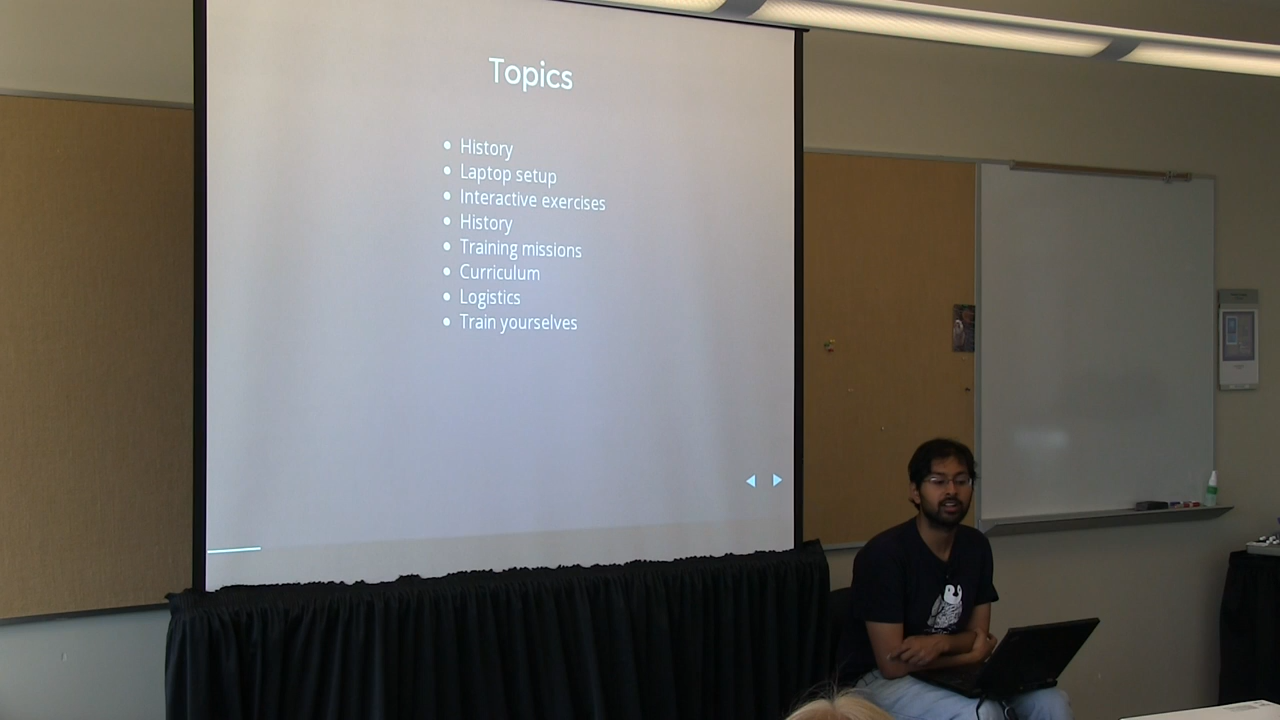 Topics
History
Laptop setup
Interactive exercises
History
Training missions
Curriculum
Logistics
Train yourselves